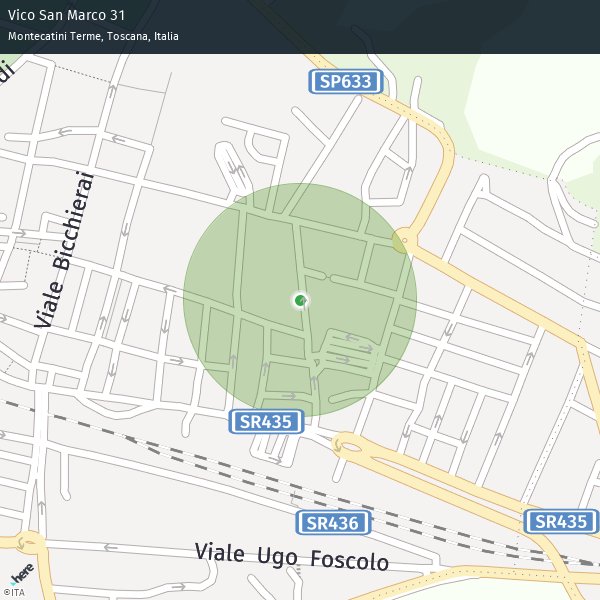 Vico San Marco 31
Montecatini Terme, Toscana, Italia
di
SP633
Viale Bicchierai
SR435
SR436
SR435
Viale Ugo Foscolo
here
©ITA